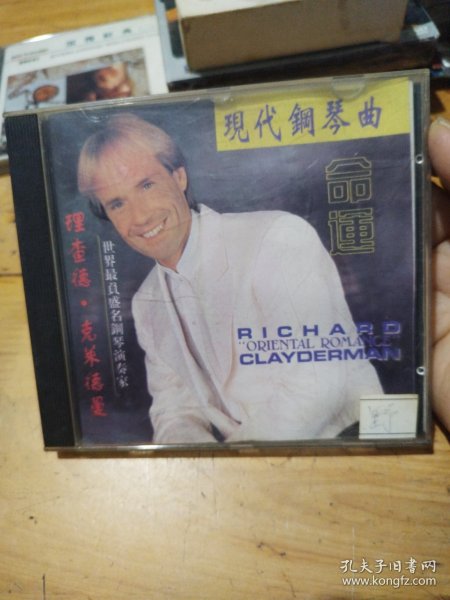 現代鋼琴曲
命運
理查德·克萊德曼
世界最負盛名鋼琴演奏家
RICHARD
"ORIENTAL ROMANCE"
CLAYDERMAN
孔夫子旧书网
www.kongfz.com